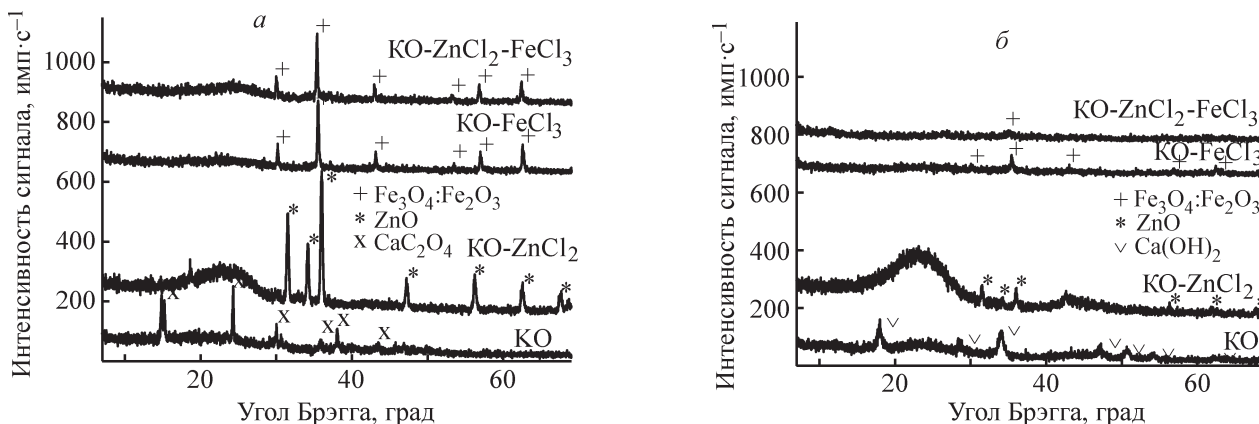 а
Интенсивность сигнала, имп·с⁻¹
1000
800
600
400
200
КО-ZnCl₂-FeCl₃
КО-FeCl₃
+ Fe₃O₄:Fe₂O₃
* ZnO
x CaC₂O₄
КО-ZnCl₂
КО
20 40 60
Угол Брэгга, град
б
Интенсивность сигнала, имп·с⁻¹
1000
800
600
400
200
КО-ZnCl₂-FeCl₃
КО-FeCl₃
+ Fe₃O₄:Fe₂O₃
* ZnO
∨ Ca(OH)₂
КО-ZnCl₂
КО
20 40 60
Угол Брэгга, град